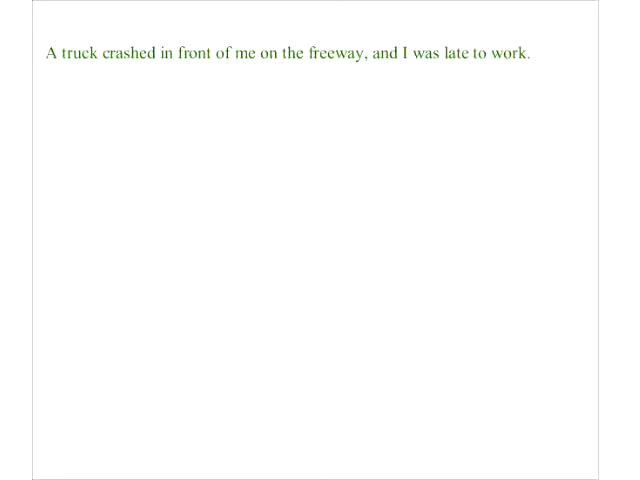 A truck crashed in front of me on the freeway, and I was late to work.